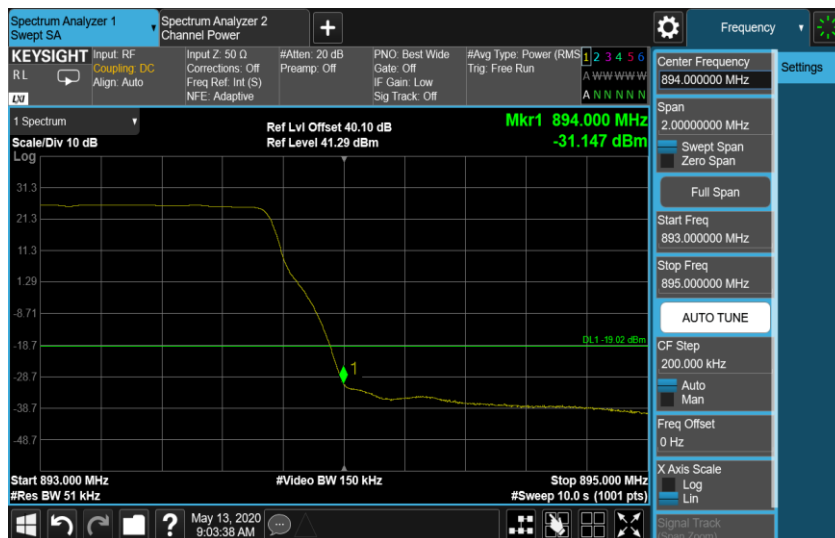 Spectrum Analyzer 1
Swept SA
Spectrum Analyzer 2
Channel Power
Frequency
KEYSIGHT
RL
LXI
Input: RF
Coupling: DC
Align: Auto
Input Z: 50 Ω
Corrections: Off
Freq Ref: Int (S)
NFE: Adaptive
#Atten: 20 dB
Preamp: Off
PNO: Best Wide
Gate: Off
IF Gain: Low
Sig Track: Off
#Avg Type: Power (RMS
Trig: Free Run
1 2 3 4 5 6
A W W W W W
A N N N N N
1 Spectrum
Scale/Div 10 dB
Log
Ref Lvl Offset 40.10 dB
Ref Level 41.29 dBm
Mkr1 894.000 MHz
-31.147 dBm
31.3
21.3
11.3
1.29
-8.71
-18.7
-28.7
-38.7
-48.7
DL1 -19.02 dBm
1
Start 893.000 MHz
#Res BW 51 kHz
#Video BW 150 kHz
Stop 895.000 MHz
#Sweep 10.0 s (1001 pts)
?
May 13, 2020
9:03:38 AM
Center Frequency
894.000000 MHz
Span
2.00000000 MHz
Swept Span
Zero Span
Full Span
Start Freq
893.000000 MHz
Stop Freq
895.000000 MHz
AUTO TUNE
CF Step
200.000 kHz
Auto
Man
Freq Offset
0 Hz
X Axis Scale
Log
Lin
Signal Track
(Span Zoom)
Settings